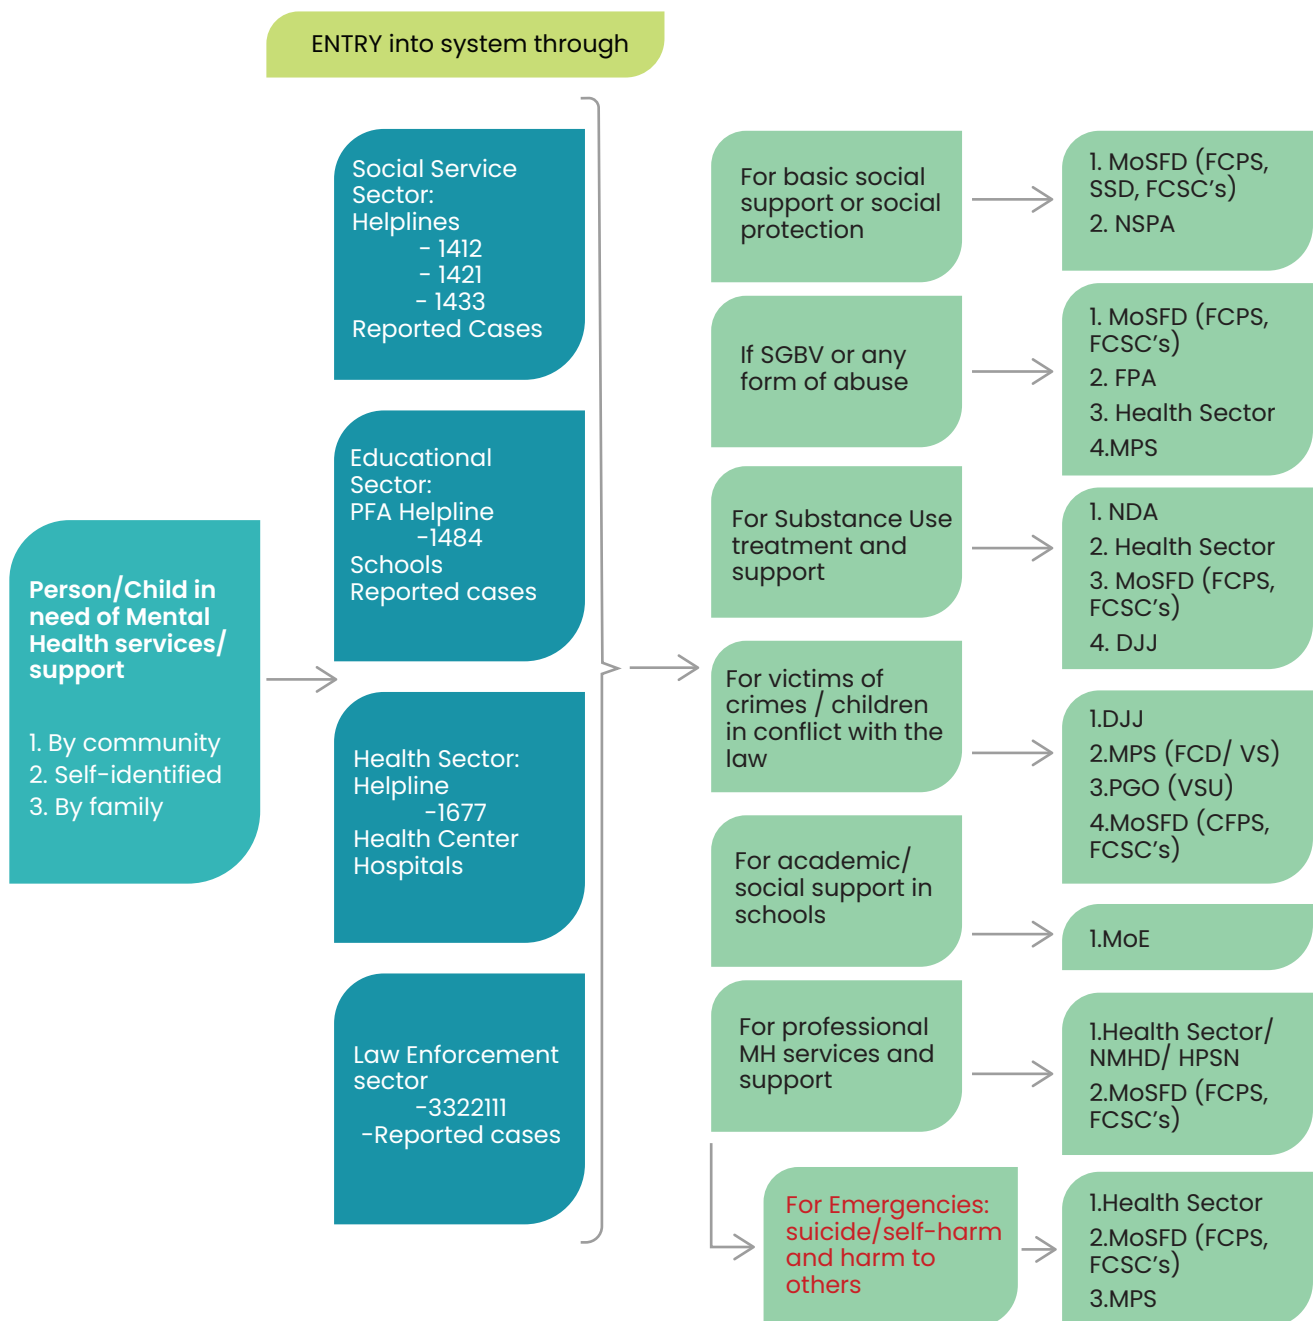 ENTRY into system through
Person/Child in
need of Mental
Health services/
support
1. By community
2. Self-identified
3. By family
Social Service
Sector:
Helplines
- 1412
- 1421
- 1433
Reported Cases
Educational
Sector:
PFA Helpline
-1484
Schools
Reported cases
Health Sector:
Helpline
-1677
Health Center
Hospitals
Law Enforcement
sector
-3322111
-Reported cases
For basic social
support or social
protection
1. MoSFD (FCPS,
SSD, FCSC's)
2. NSPA
If SGBV or any
form of abuse
1. MoSFD (FCPS,
FCSC's)
2. FPA
3. Health Sector
4.MPS
For Substance Use
treatment and
support
1. NDA
2. Health Sector
3. MoSFD (FCPS,
FCSC's)
4. DJJ
For victims of
crimes / children
in conflict with the
law
1.DJJ
2.MPS (FCD/ VS)
3.PGO (VSU)
4.MoSFD (CFPS,
FCSC's)
For academic/
social support in
schools
1.MoE
For professional
MH services and
support
1.Health Sector/
NMHD/ HPSN
2.MoSFD (FCPS,
FCSC's)
For Emergencies:
suicide/self-harm
and harm to
others
1.Health Sector
2.MoSFD (FCPS,
FCSC's)
3.MPS